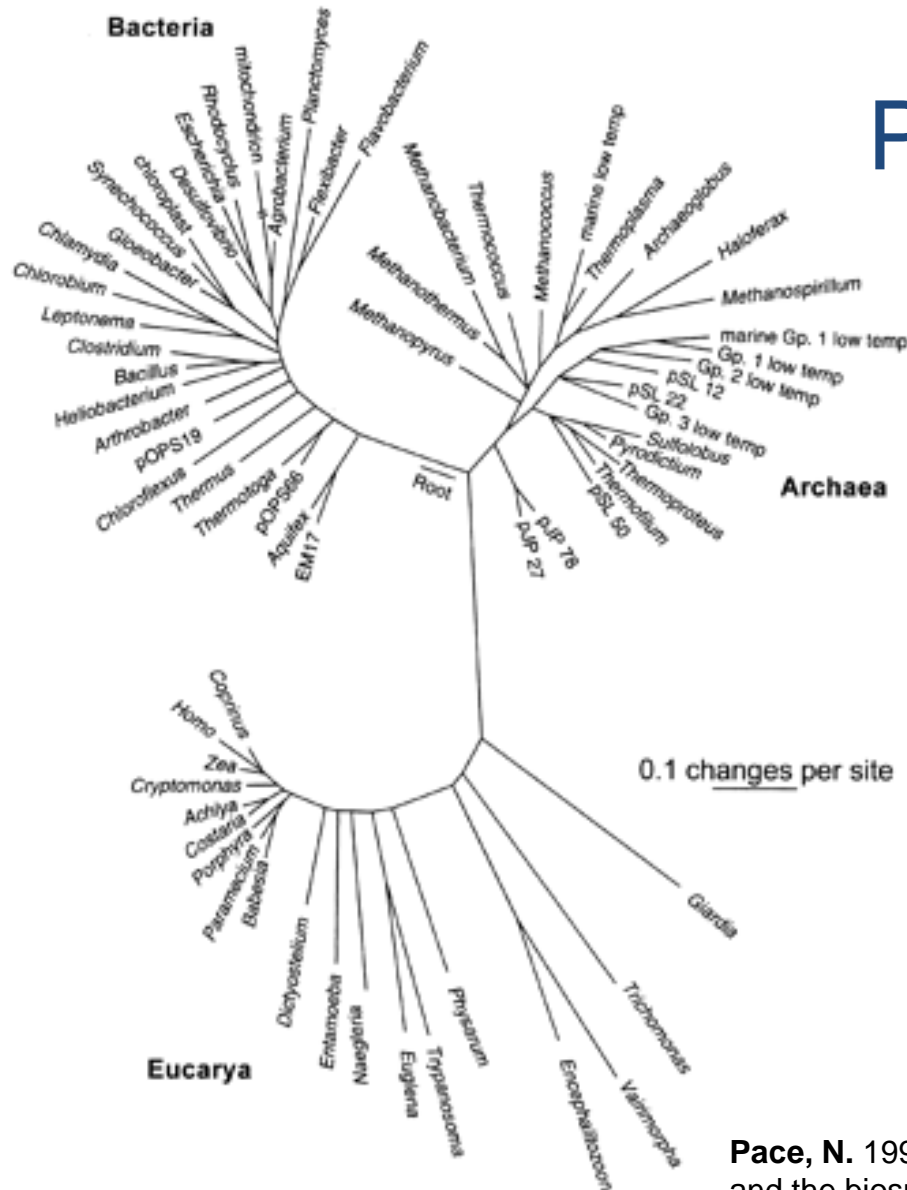 Bacteria
P
Planctomyces
Flavobacterium
mitochondrion
Rhodocyclus
Escherichia
Desulfovibrio
Agrobacterium
Flexibacter
chloroplast
Synechococcus
Gloeobacter
Chlamydia
Chlorobium
Leptonema
Clostridium
Bacillus
Heliobacterium
Arthrobacter
pOPS19
Chloroflexus
Thermus
Thermotoga
pOPS66
Aquifex
EM17
Root
Methanobacterium
Thermococcus
Methanococcus
marine low temp
Thermoplasma
Archaeoglobus
Haloferax
Methanospirillum
Methanothermus
Methanopyrus
marine Gp. 1 low temp
Gp. 1 low temp
Gp. 2 low temp
pSL 12
pSL 22
Gp. 3 low temp
Sulfolobus
Pyrodictium
Thermoproteus
Thermofilum
pSL 50
pJP 78
pJP 27
Archaea
Coprinus
Homo
Zea
Cryptomonas
Achlya
Costaria
Porphyra
Paramecium
Babesia
Dictyostelium
Entamoeba
Naegleria
Euglena
Trypanosoma
Physarum
Encephalitozoon
Vairimorpha
Trichomonas
Giardia
0.1 changes per site
Eucarya
Pace, N. 199